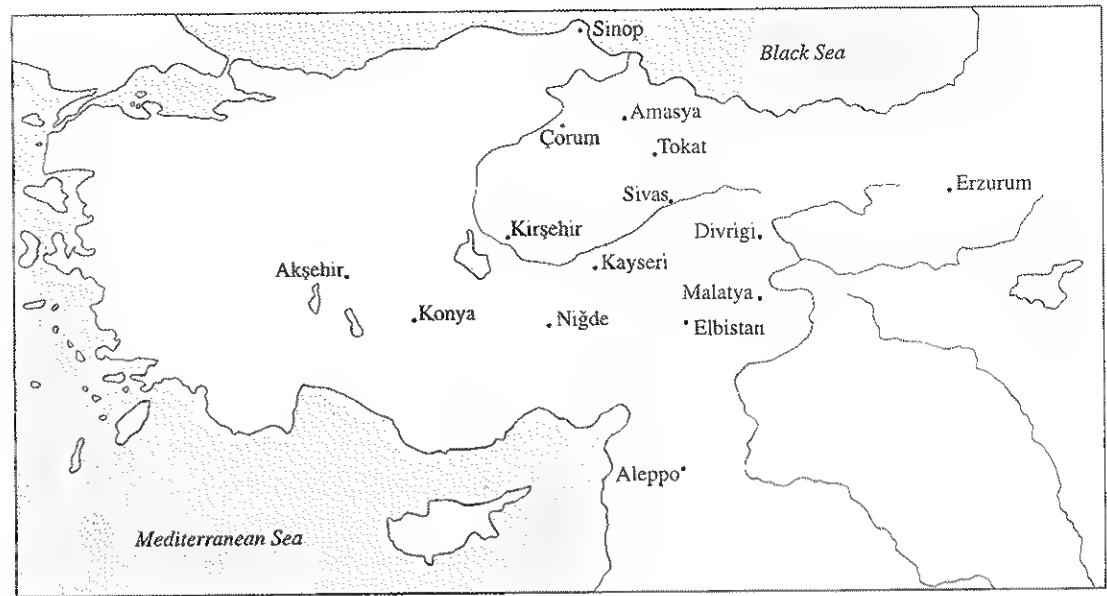 Sinop
Black Sea
Amasya
Çorum
Tokat
Erzurum
Sivas
Kirşehir
Divrigi
Kayseri
Akşehir
Malatya
Konya
Niğde
Elbistan
Aleppo
Mediterranean Sea